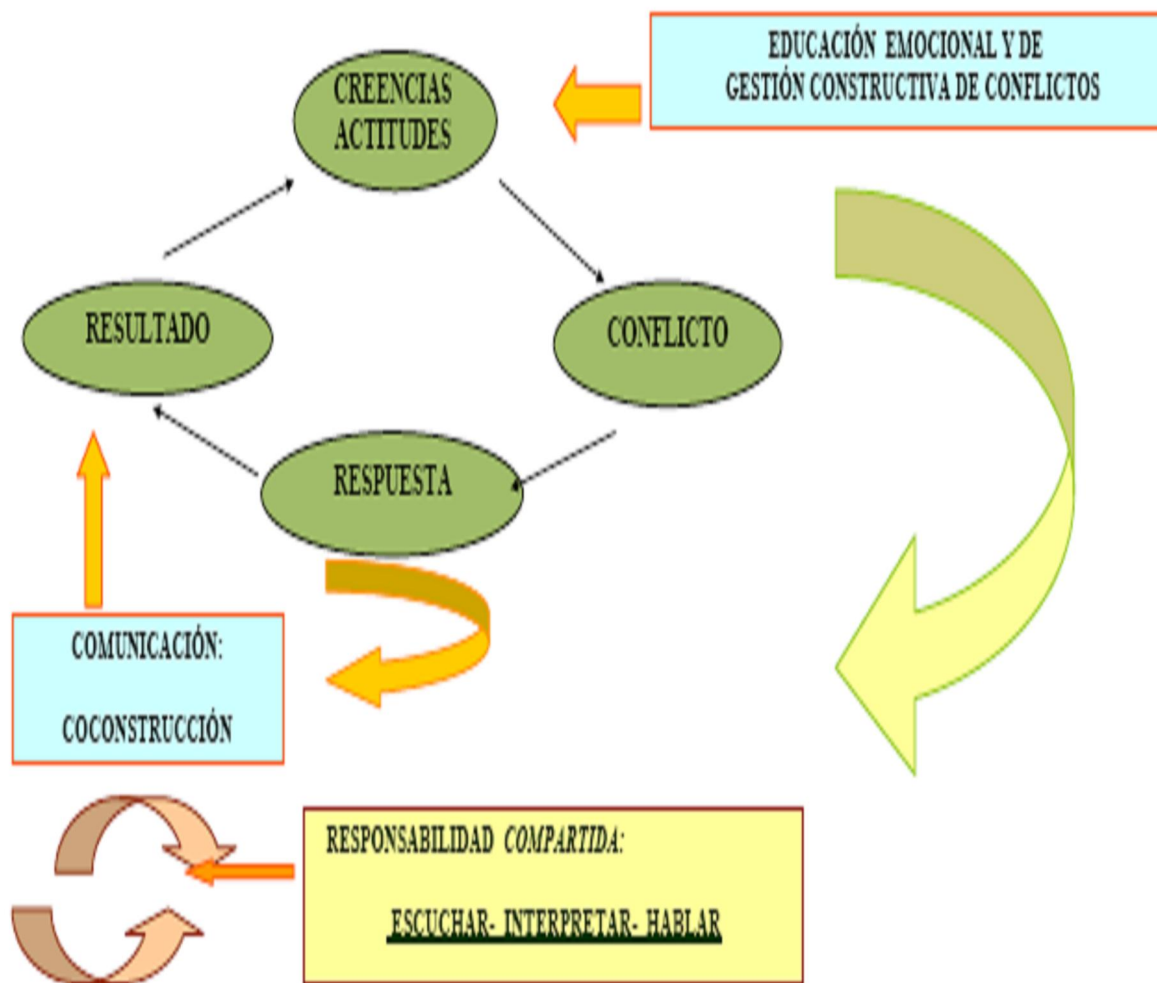 EDUCACIÓN EMOCIONAL Y DE
GESTIÓN CONSTRUCTIVA DE CONFLICTOS
CREENCIAS
ACTITUDES
RESULTADO
CONFLICTO
RESPUESTA
COMUNICACIÓN:
COCONSTRUCCIÓN
RESPONSABILIDAD COMPARTIDA:
ESCUCHAR- INTERPRETAR- HABLAR